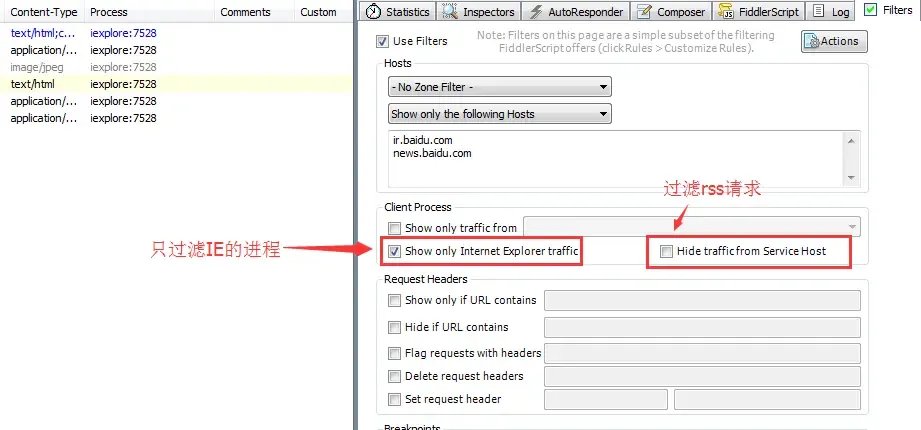 Content-Type Process Comments Custom
text/html;c... iexplore:7528
application/... iexplore:7528
image/jpeg iexplore:7528
text/html iexplore:7528
application/... iexplore:7528
application/... iexplore:7528
Statistics Inspectors AutoResponder Composer FiddlerScript Log Filters
Use Filters
Note: Filters on this page are a simple subset of the filtering
FiddlerScript offers (click Rules > Customize Rules).
Actions
Hosts
- No Zone Filter -
Show only the following Hosts
ir.baidu.com
news.baidu.com
过滤rss请求
Client Process
Show only traffic from
只过滤IE的进程
Show only Internet Explorer traffic Hide traffic from Service Host
Request Headers
Show only if URL contains
Hide if URL contains
Flag requests with headers
Delete request headers
Set request header
Breakpoints